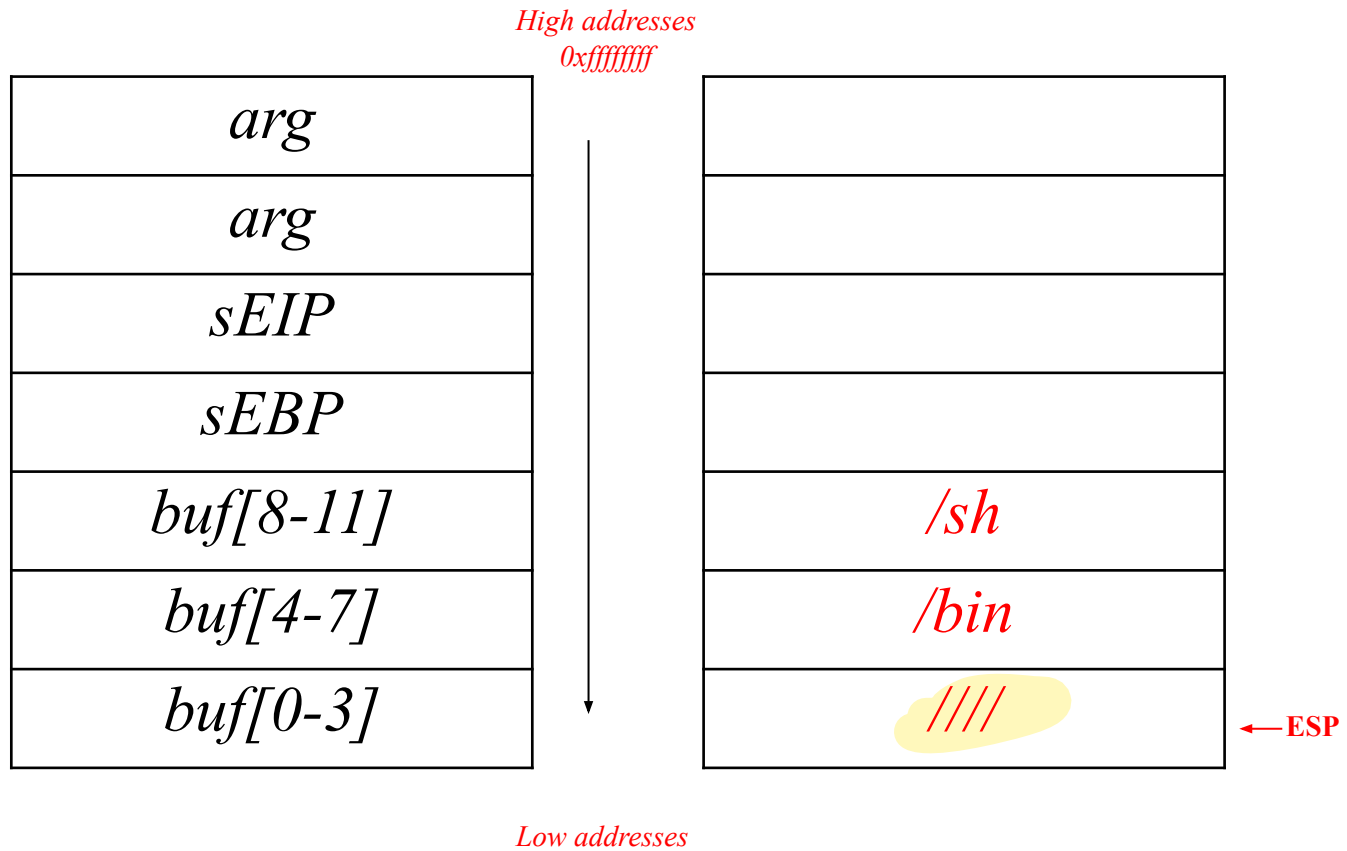 High addresses
0xffffffff
arg
arg
sEIP
sEBP
buf[8-11]
/sh
buf[4-7]
/bin
buf[0-3]
////
ESP
Low addresses